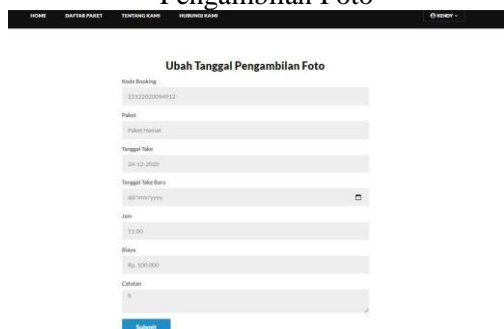 Pengambilan Foto
HOME DAFTAR PAKET TENTANG KAMI HUBUNGI KAMI KENDY
Ubah Tanggal Pengambilan Foto
Kode Booking
23122020094913
Paket
Paket Hemat
Tanggal Take
24-12-2020
Tanggal Take Baru
dd/mm/yyyy
Jam
11:00
Biaya
Rp. 100.000
Catatan
h
Submit